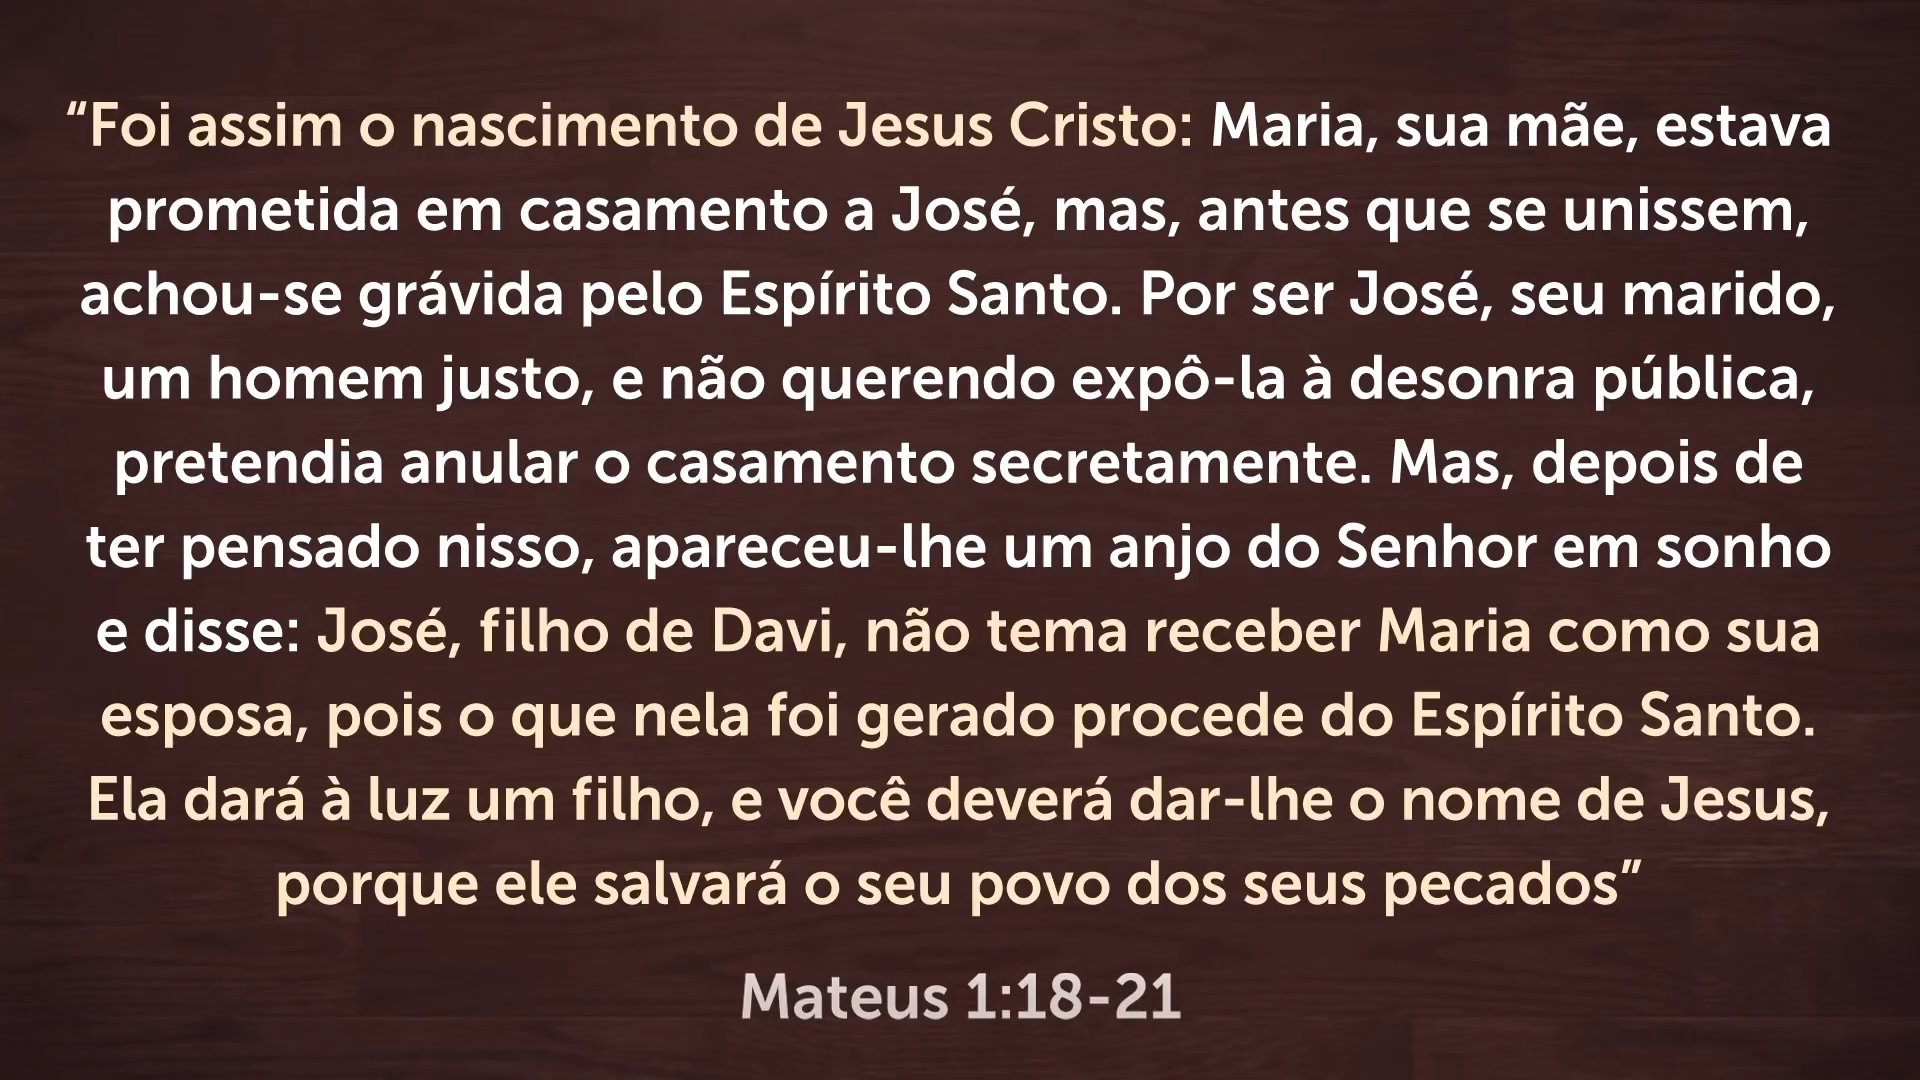 “Foi assim o nascimento de Jesus Cristo: Maria, sua mãe, estava
prometida em casamento a José, mas, antes que se unissem,
achou-se grávida pelo Espírito Santo. Por ser José, seu marido,
um homem justo, e não querendo expô-la à desonra pública,
pretendia anular o casamento secretamente. Mas, depois de
ter pensado nisso, apareceu-lhe um anjo do Senhor em sonho
e disse: José, filho de Davi, não tema receber Maria como sua
esposa, pois o que nela foi gerado procede do Espírito Santo.
Ela dará à luz um filho, e você deverá dar-lhe o nome de Jesus,
porque ele salvará o seu povo dos seus pecados”
Mateus 1:18-21